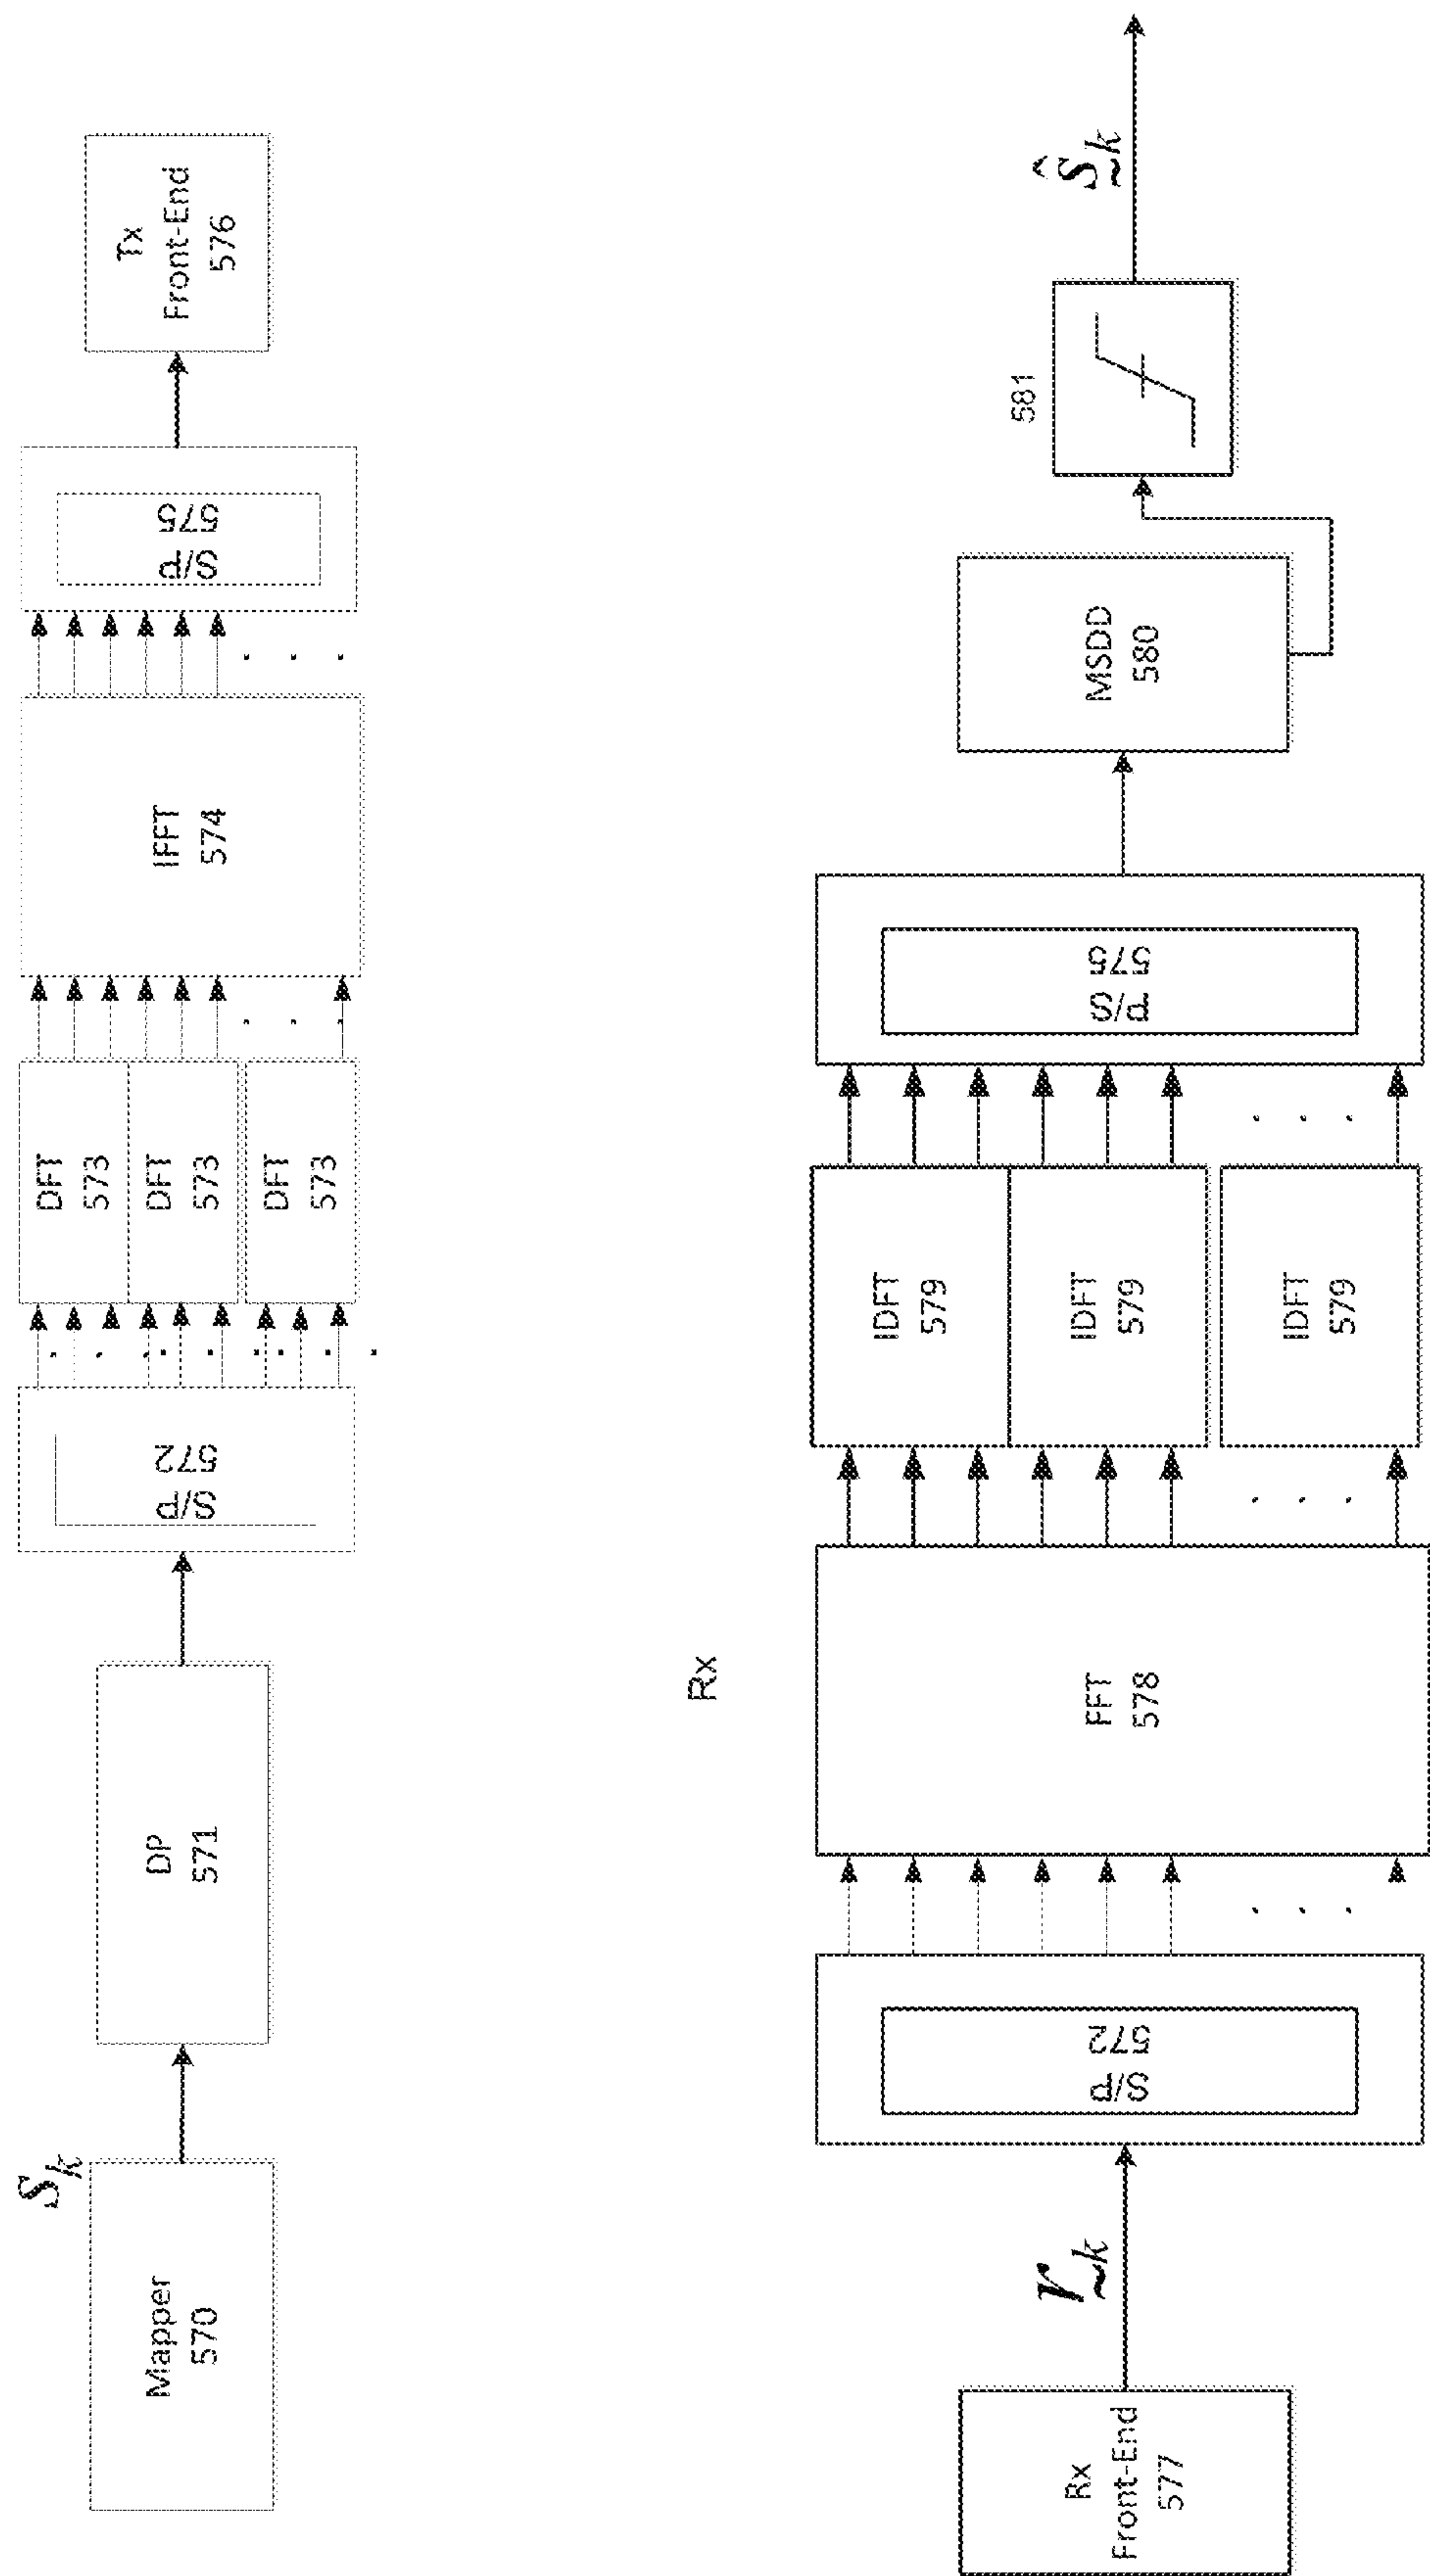 s_k
Mapper
570
DP
571
S/P
572
DFT
573
DFT
573
DFT
573
IFFT
574
S/P
575
Tx
Front-End
576
Rx
Rx
Front-End
577
r_k
S/P
572
FFT
578
IDFT
579
IDFT
579
IDFT
579
P/S
575
MSDD
580
581
ŝ_k